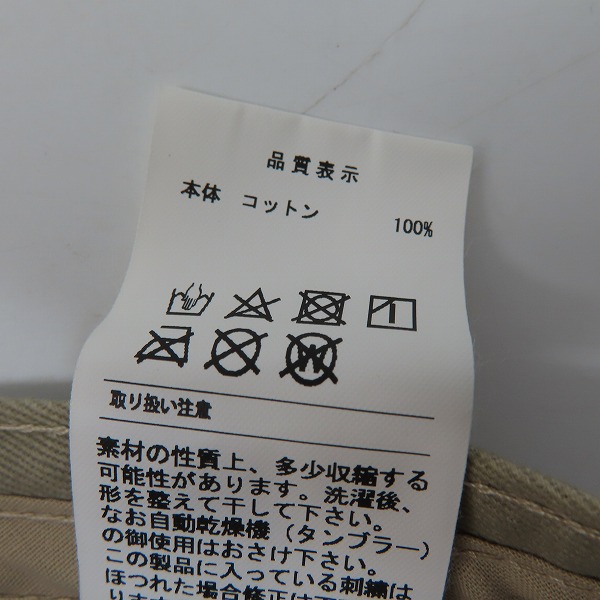 品質表示
本体 コットン 100%
取り扱い注意
素材の性質上、多少収縮する
可能性があります。洗濯後、
形を整えて干して下さい。
なお自動乾燥機（タンブラー）
の御使用はおさけ下さい。
この製品に入っている刺繍は
ほつれた場合修正は